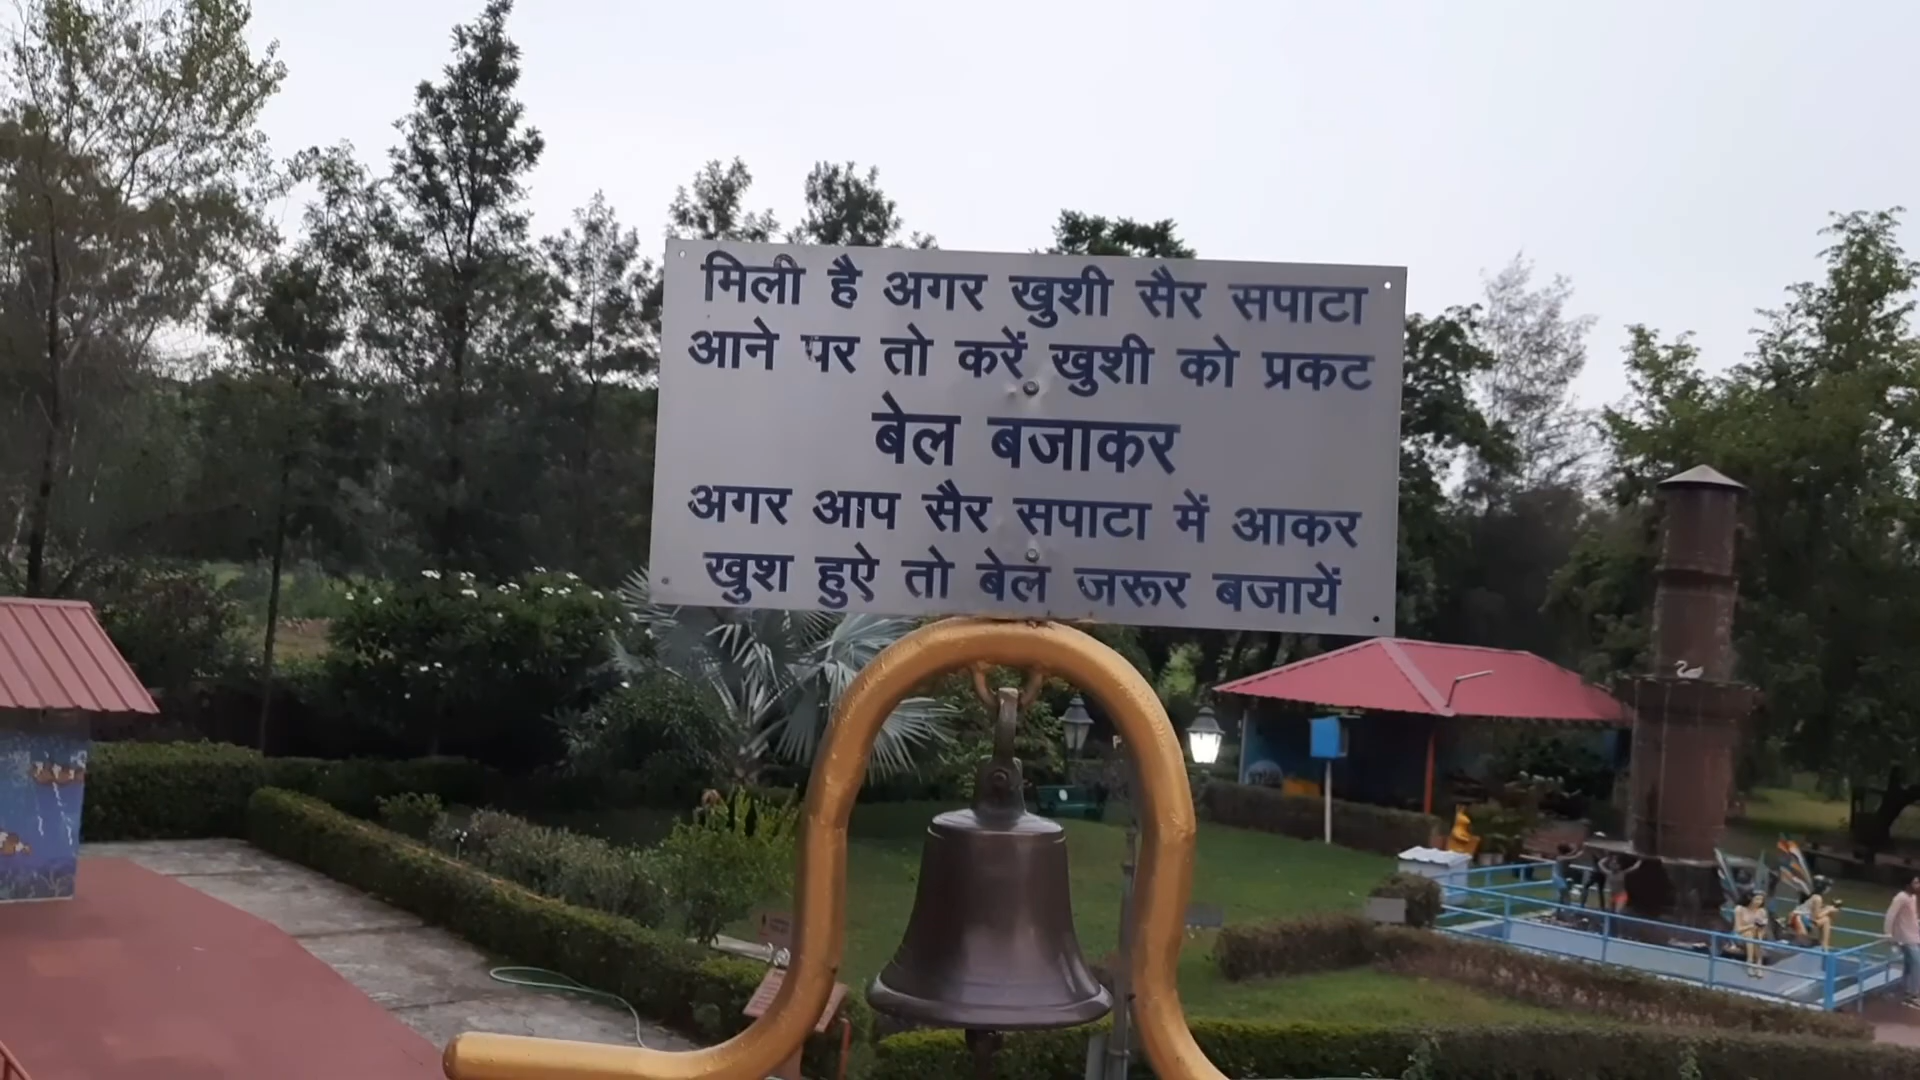 मिली है अगर खुशी सैर सपाटा
आने पर तो करें खुशी को प्रकट
बेल बजाकर
अगर आप सैर सपाटा में आकर
खुश हुऐ तो बेल जरूर बजायें